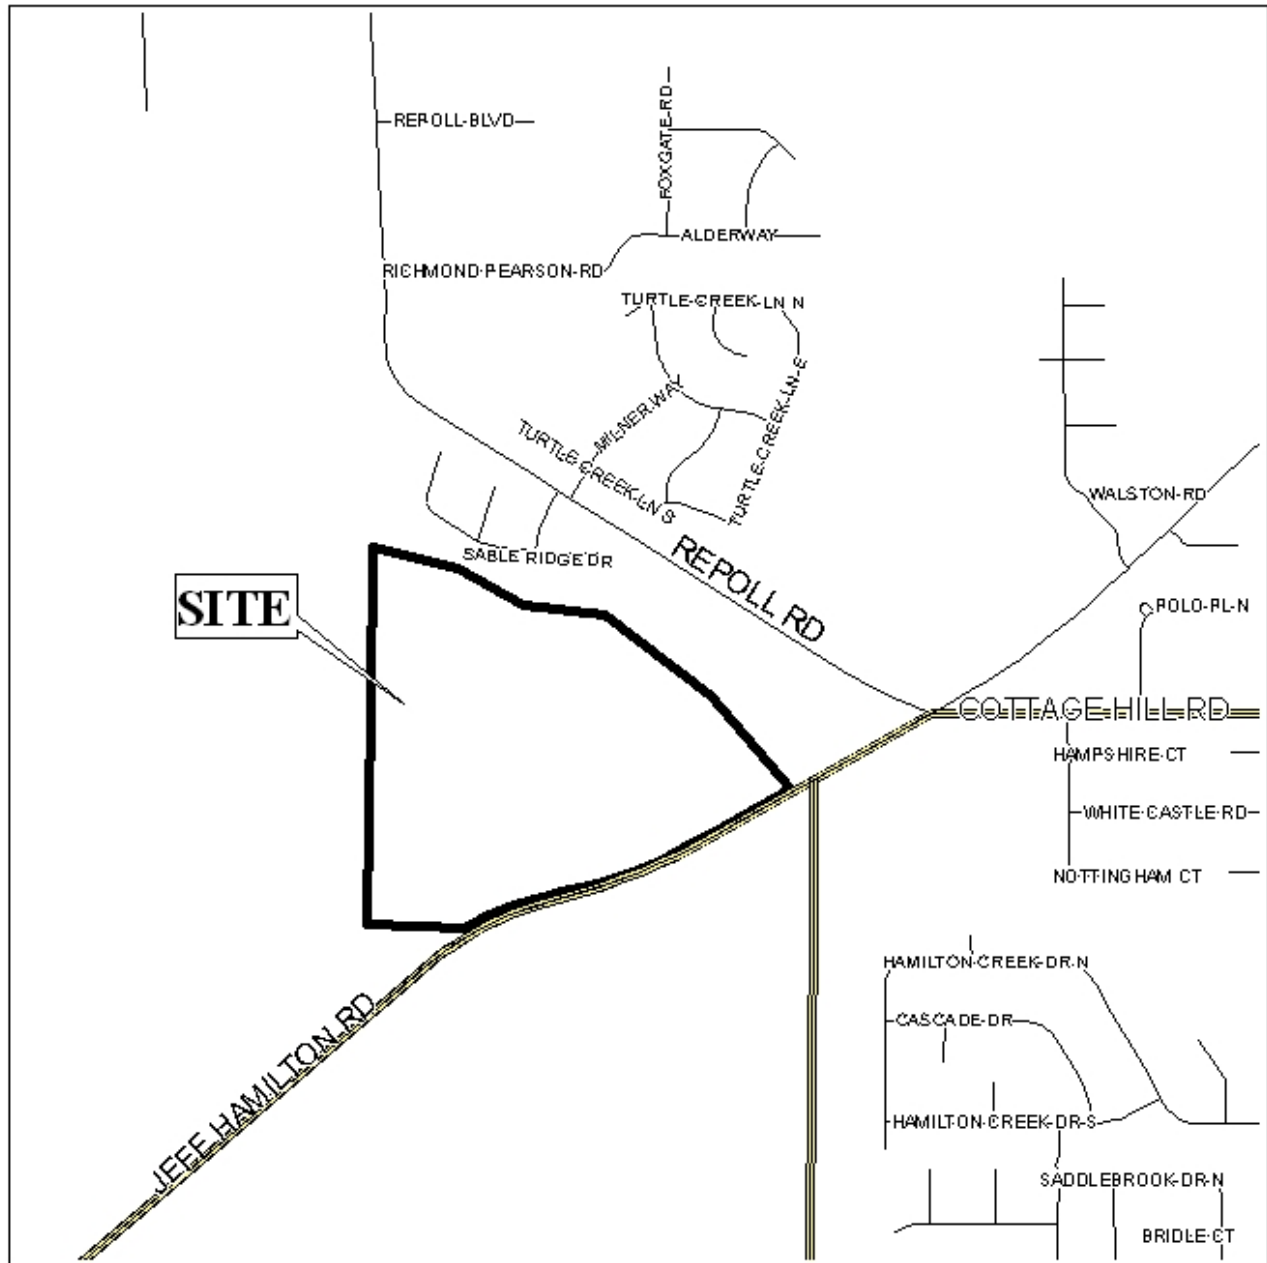 REPOLL BLVD
FOXGATE RD
ALDERWAY
RICHMOND PEARSON RD
TURTLE CREEK LN N
MILNER WAY
TURTLE CREEK LN E
TURTLE CREEK LN S
WALSTON RD
SABLE RIDGE DR
REPOLL RD
SITE
POLO PL N
COTTAGE HILL RD
HAMPSHIRE CT
WHITE CASTLE RD
NOTTINGHAM CT
HAMILTON CREEK DR N
CASCADE DR
JEFF HAMILTON RD
HAMILTON CREEK DR S
SADDLEBROOK DR N
BRIDLE CT